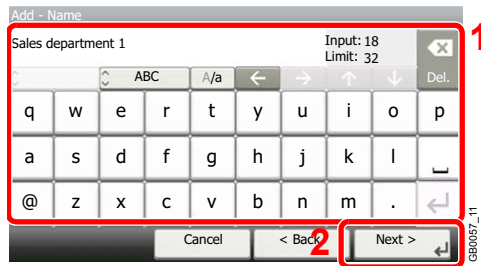 Add - Name
Sales department 1
Input: 18
Limit: 32
1
ABC A/a ← → ↑ ↓ Del.
q w e r t y u i o p
a s d f g h j k l
@ z x c v b n m .
2
Cancel < Back Next >
GB0057_11